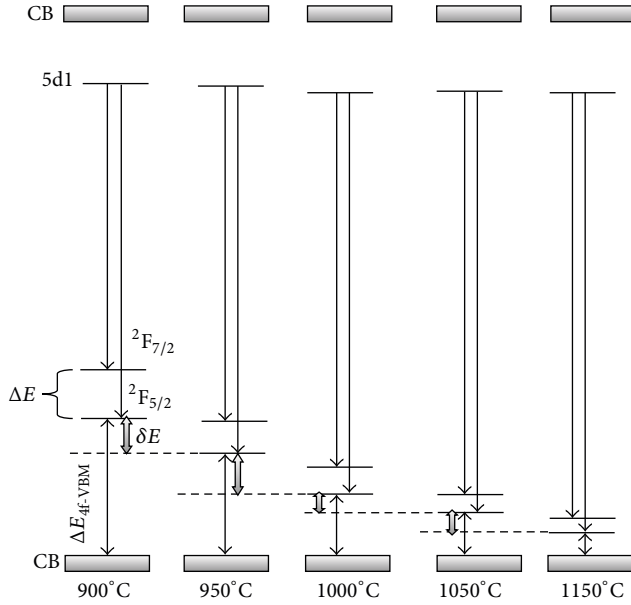 CB
5d1
²F₇/₂
ΔE
²F₅/₂
δE
ΔE₄f-VBM
CB
900°C 950°C 1000°C 1050°C 1150°C